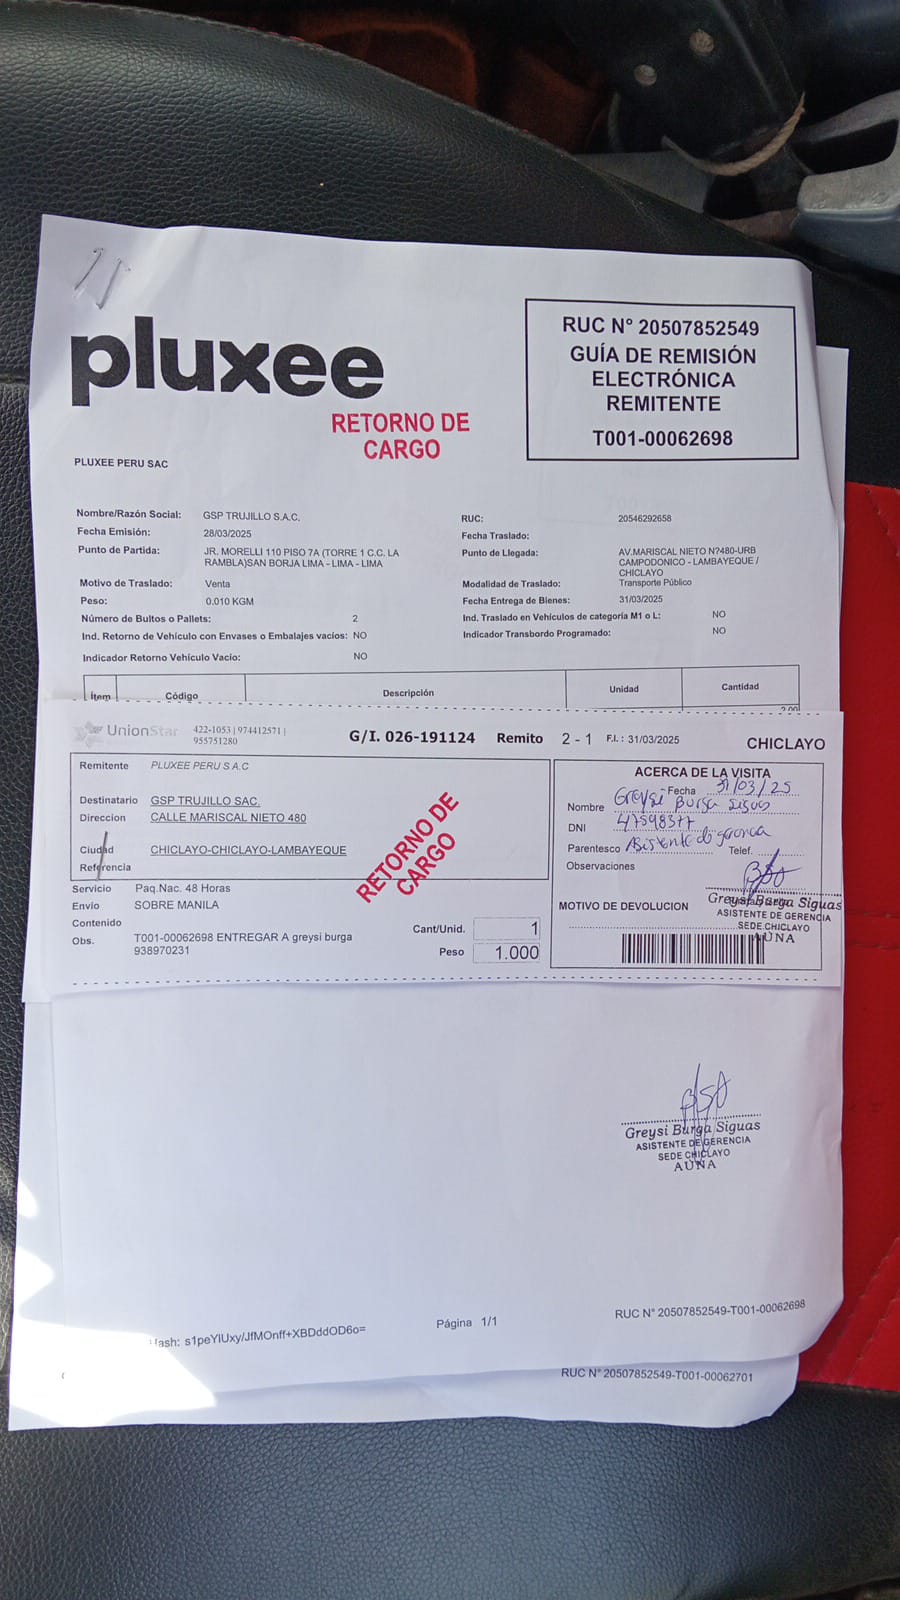 pluxee
RETORNO DE
CARGO
RUC N° 20507852549
GUÍA DE REMISIÓN
ELECTRÓNICA
REMITENTE
T001-00062698
PLUXEE PERU SAC
Nombre/Razón Social: GSP TRUJILLO S.A.C. RUC: 20546292658
Fecha Emisión: 28/03/2025 Fecha Traslado:
Punto de Partida: JR. MORELLI 110 PISO 7A (TORRE 1 C.C. LA Punto de Llegada: AV.MARISCAL NIETO N?480-URB
RAMBLA)SAN BORJA LIMA - LIMA - LIMA CAMPODONICO - LAMBAYEQUE /
CHICLAYO
Motivo de Traslado: Venta Modalidad de Traslado: Transporte Público
Peso: 0.010 KGM Fecha Entrega de Bienes: 31/03/2025
Número de Bultos o Pallets: 2 Ind. Traslado en Vehículos de categoría M1 o L: NO
Ind. Retorno de Vehículo con Envases o Embalajes vacíos: NO Indicador Transbordo Programado: NO
Indicador Retorno Vehículo Vacío: NO
Ítem Código Descripción Unidad Cantidad
2.00
UnionStar 422-1053 | 974412571 |
955751280
G/I. 026-191124 Remito 2 - 1 F.I. : 31/03/2025 CHICLAYO
Remitente PLUXEE PERU S A C
Destinatario GSP TRUJILLO SAC.
Direccion CALLE MARISCAL NIETO 480
Ciudad CHICLAYO-CHICLAYO-LAMBAYEQUE
Referencia
RETORNO DE
CARGO
Servicio Paq.Nac. 48 Horas
Envio SOBRE MANILA
Contenido
Obs. T001-00062698 ENTREGAR A greysi burga
938970231
Cant/Unid. 1
Peso 1.000
ACERCA DE LA VISITA
Fecha 31/03/25
Nombre Greysi Burga Siguas
DNI 47598377
Parentesco Asistente de gerencia Telef.
Observaciones
MOTIVO DE DEVOLUCION
Greysi Burga Siguas
ASISTENTE DE GERENCIA
SEDE CHICLAYO
AUNA
Greysi Burga Siguas
ASISTENTE DE GERENCIA
SEDE CHICLAYO
AUNA
Hash: s1peYlUxy/JfMOnff+XBDddOD6o= Página 1/1 RUC N° 20507852549-T001-00062698
RUC N° 20507852549-T001-00062701